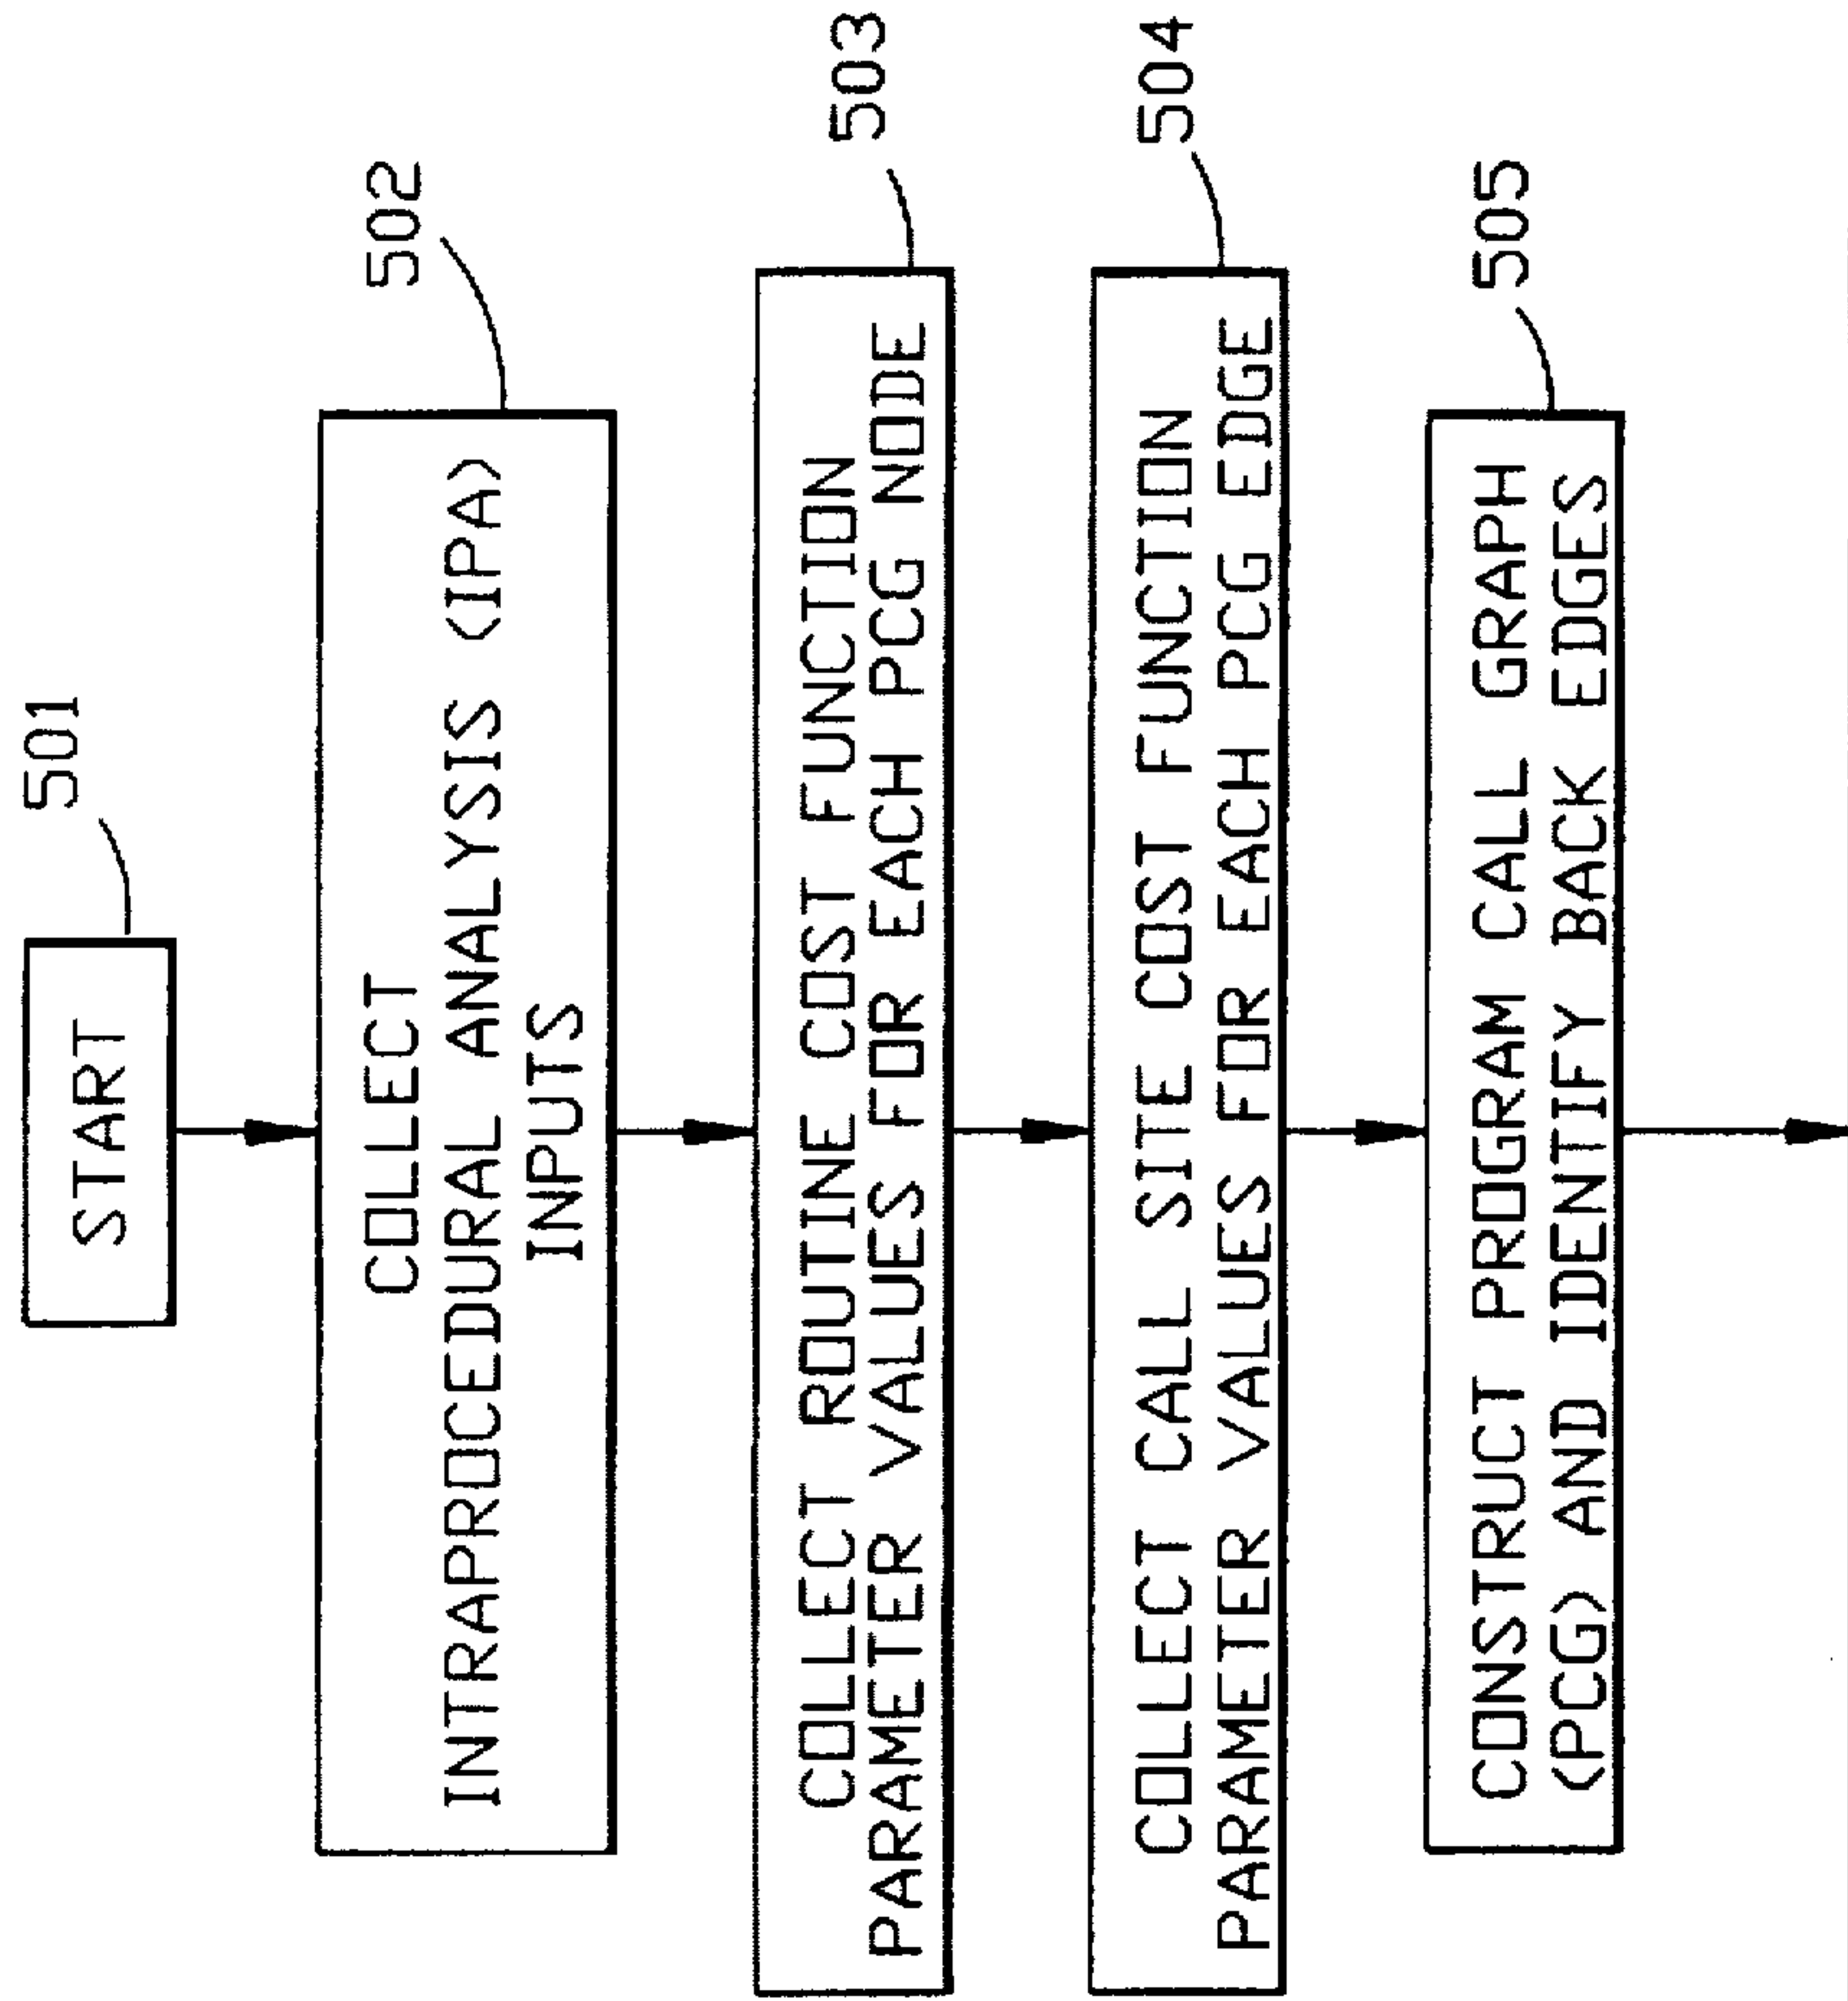 501
START
502
COLLECT
INTRAPROCEDURAL ANALYSIS (IPA)
INPUTS
503
COLLECT ROUTINE COST FUNCTION
PARAMETER VALUES FOR EACH PCG NODE
504
COLLECT CALL SITE COST FUNCTION
PARAMETER VALUES FOR EACH PCG EDGE
505
CONSTRUCT PROGRAM CALL GRAPH
(PCG) AND IDENTIFY BACK EDGES